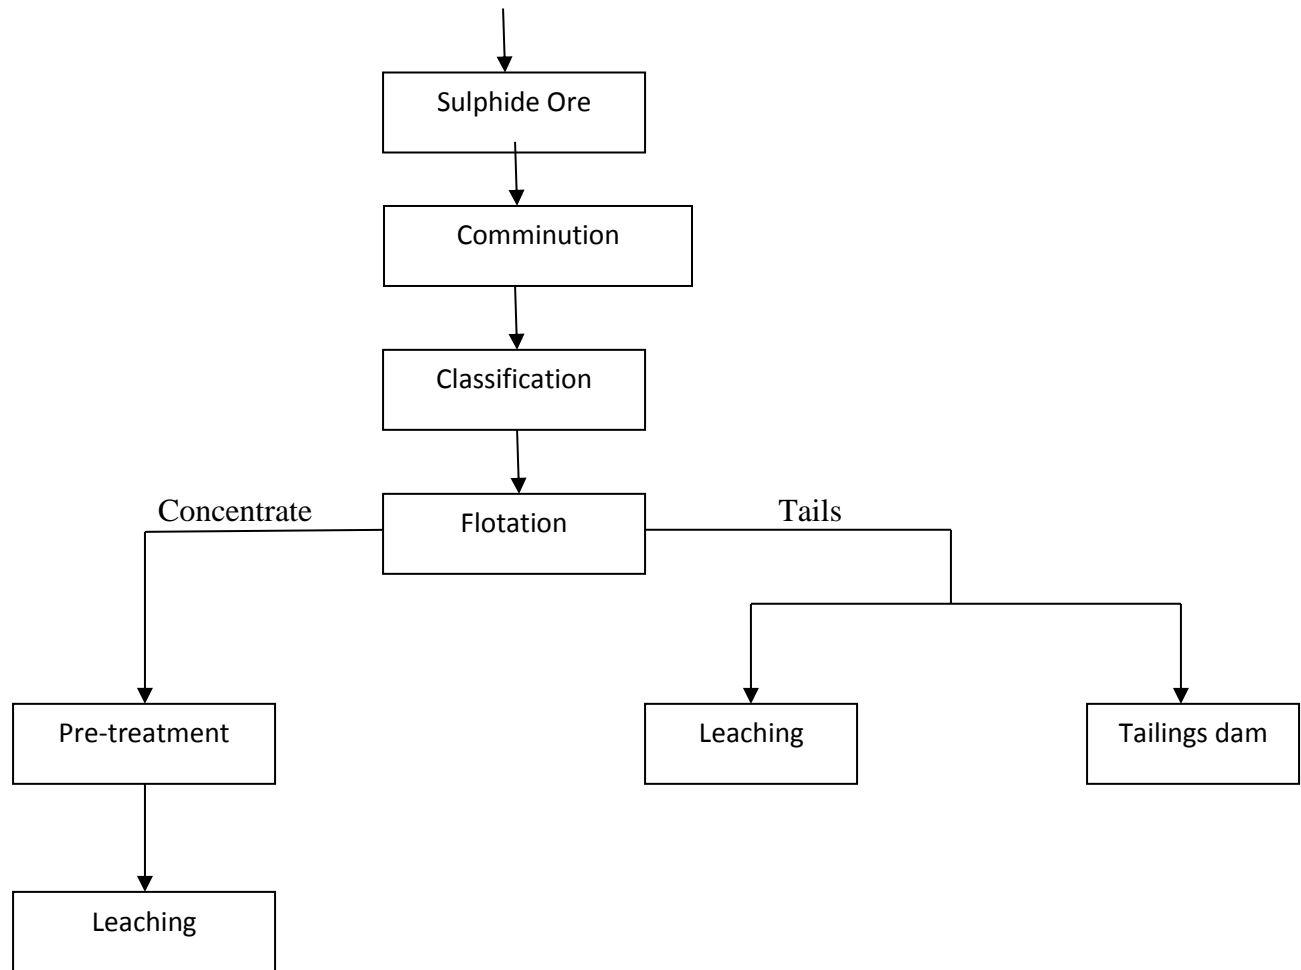 Sulphide Ore
Comminution
Classification
Concentrate
Flotation
Tails
Pre-treatment
Leaching
Tailings dam
Leaching